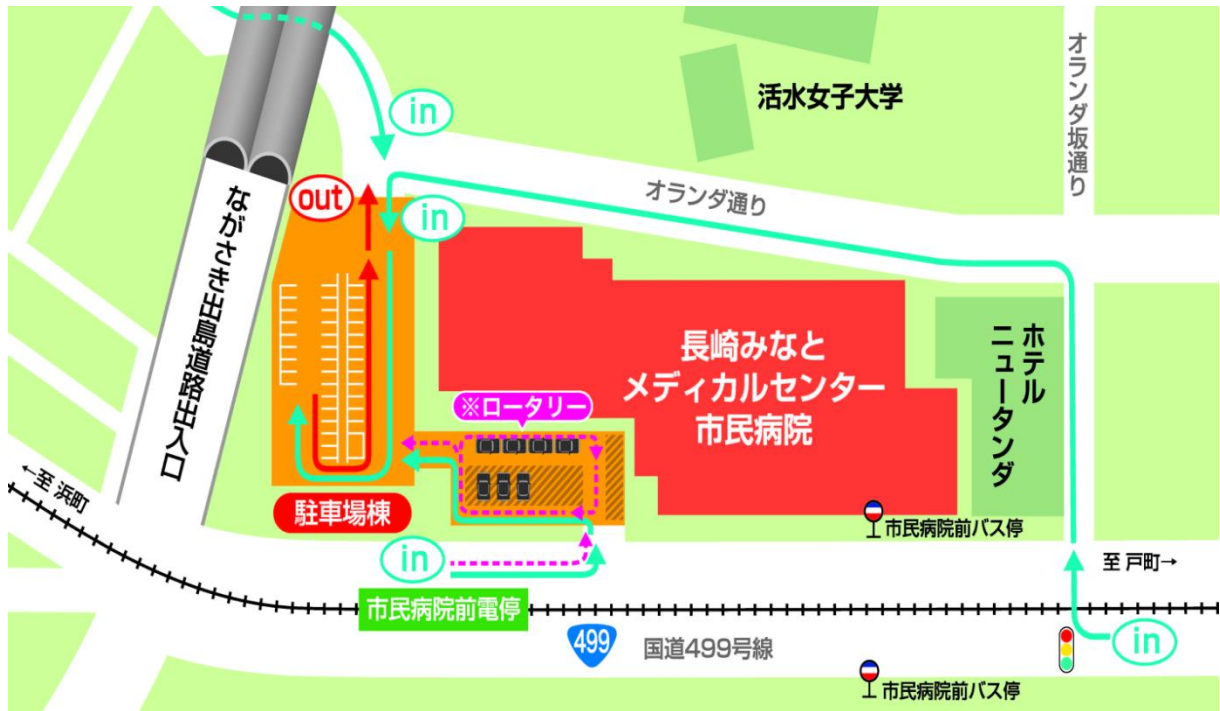 in
活水女子大学
オランダ坂通り
out
in
オランダ通り
ながさき出島道路出入口
長崎みなと
メディカルセンター
市民病院
ホテル
ニュータンダ
※ロータリー
←至 浜町
駐車場棟
市民病院前バス停
in
至 戸町→
市民病院前電停
499
国道499号線
in
市民病院前バス停